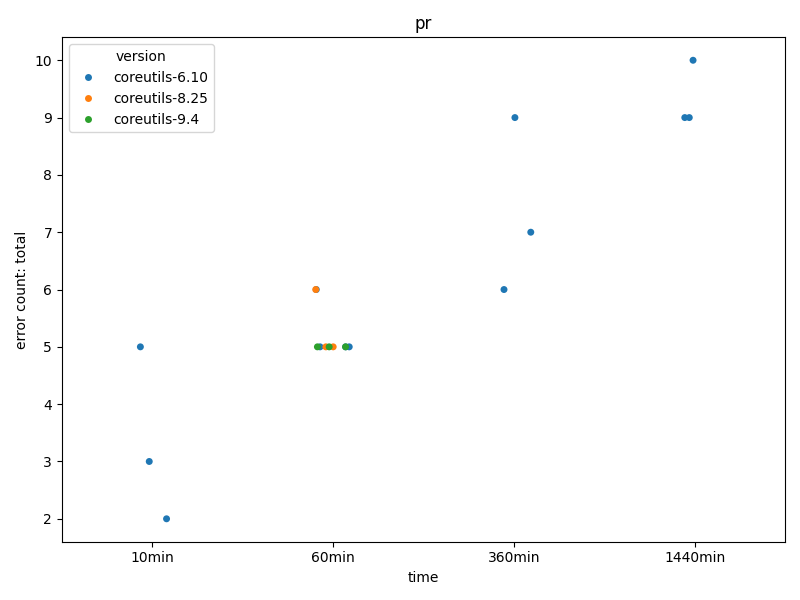 pr
version
coreutils-6.10
coreutils-8.25
coreutils-9.4
error count: total
10
9
8
7
6
5
4
3
2
10min
60min
360min
1440min
time